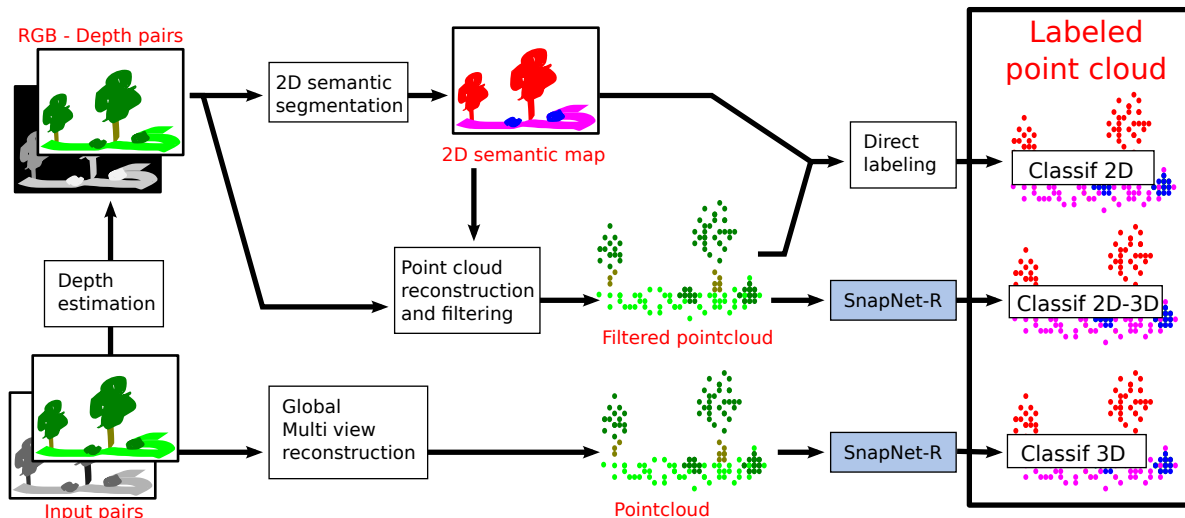 RGB - Depth pairs
2D semantic
segmentation
2D semantic map
Direct
labeling
Labeled
point cloud
Classif 2D
Depth
estimation
Point cloud
reconstruction
and filtering
Filtered pointcloud
SnapNet-R
Classif 2D-3D
Input pairs
Global
Multi view
reconstruction
Pointcloud
SnapNet-R
Classif 3D